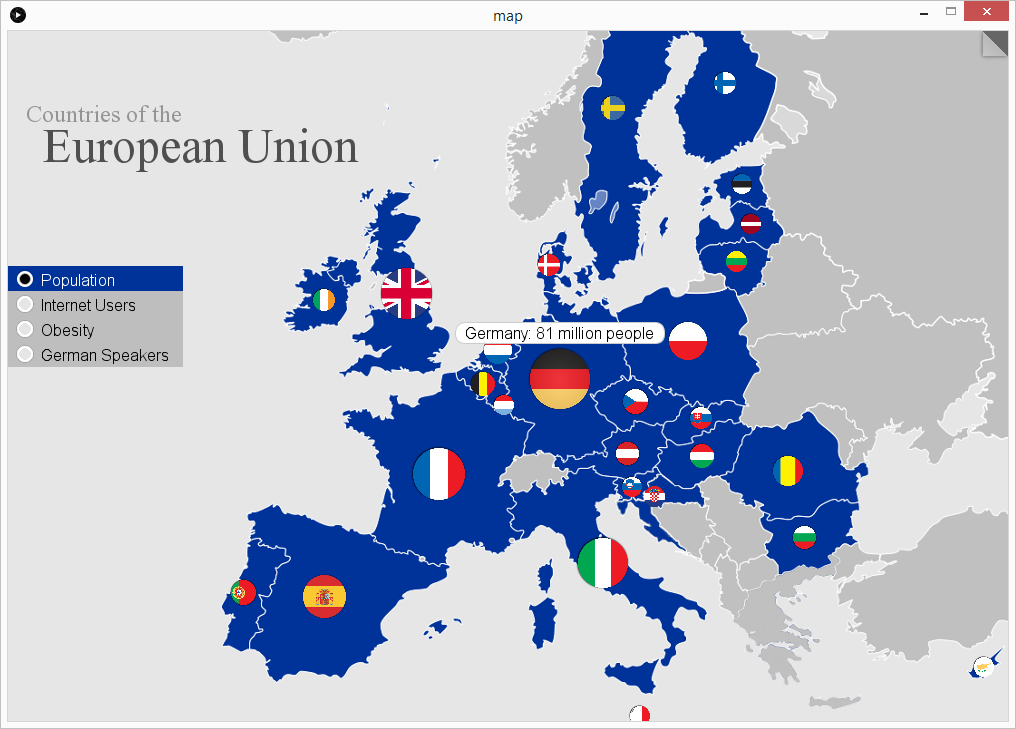 map
Countries of the
European Union
Population
Internet Users
Obesity
German Speakers
Germany: 81 million people